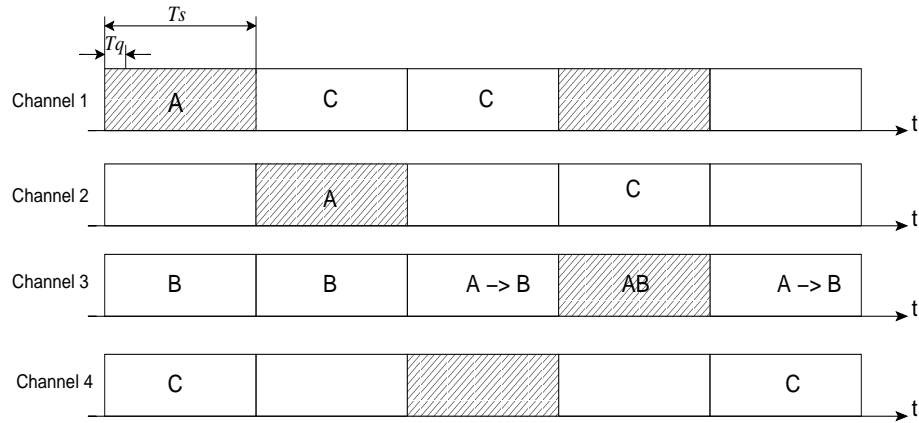 Ts
Tq
Channel 1 A C C t
Channel 2 A C t
Channel 3 B B A –> B AB A –> B t
Channel 4 C C t